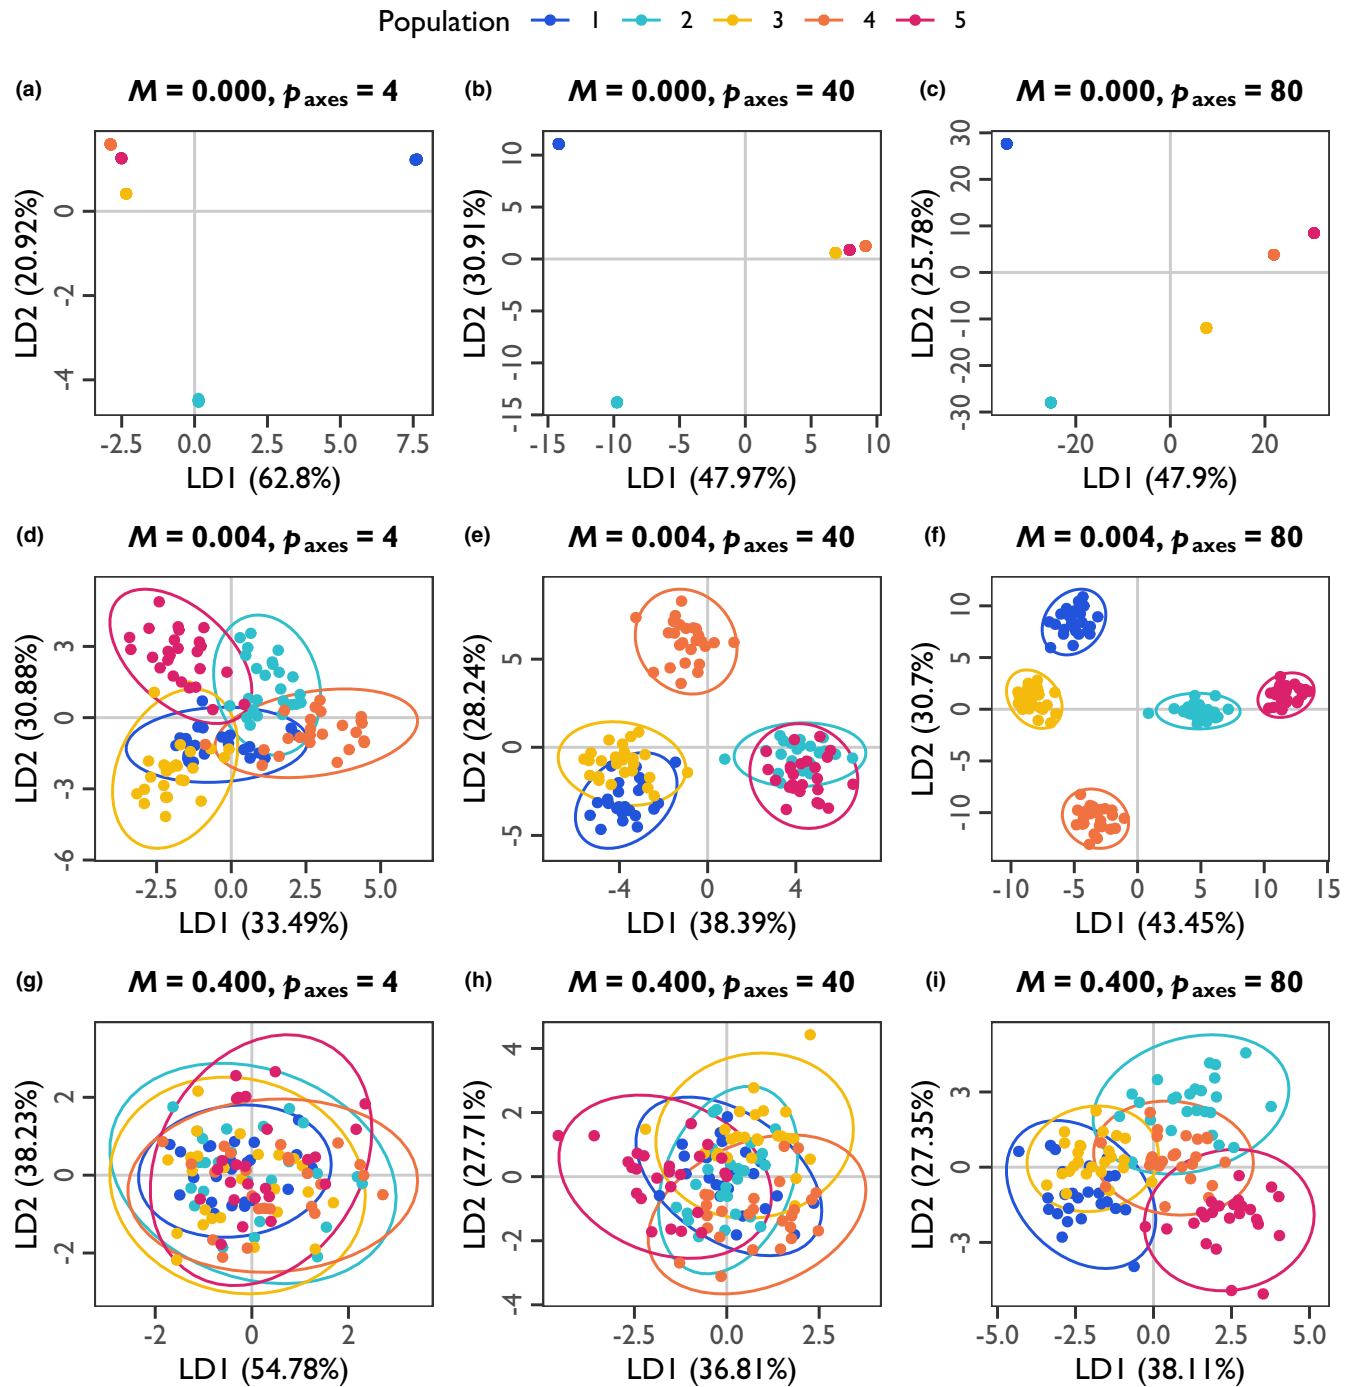 Population 1 2 3 4 5
(a) M = 0.000, p axes = 4
(b) M = 0.000, p axes = 40
(c) M = 0.000, p axes = 80
LD2 (20.92%)
0
-2
-4
-2.5 0.0 2.5 5.0 7.5
LD1 (62.8%)
LD2 (30.91%)
10
5
0
-5
-10
-15
-15 -10 -5 0 5 10
LD1 (47.97%)
LD2 (25.78%)
30
20
10
0
-10
-20
-30
-20 0 20
LD1 (47.9%)
(d) M = 0.004, p axes = 4
(e) M = 0.004, p axes = 40
(f) M = 0.004, p axes = 80
LD2 (30.88%)
3
0
-3
-6
-2.5 0.0 2.5 5.0
LD1 (33.49%)
LD2 (28.24%)
5
0
-5
-4 0 4
LD1 (38.39%)
LD2 (30.7%)
10
5
0
-5
-10
-10 -5 0 5 10 15
LD1 (43.45%)
(g) M = 0.400, p axes = 4
(h) M = 0.400, p axes = 40
(i) M = 0.400, p axes = 80
LD2 (38.23%)
2
0
-2
-2 0 2
LD1 (54.78%)
LD2 (27.71%)
4
2
0
-2
-4
-2.5 0.0 2.5
LD1 (36.81%)
LD2 (27.35%)
3
0
-3
-5.0 -2.5 0.0 2.5 5.0
LD1 (38.11%)